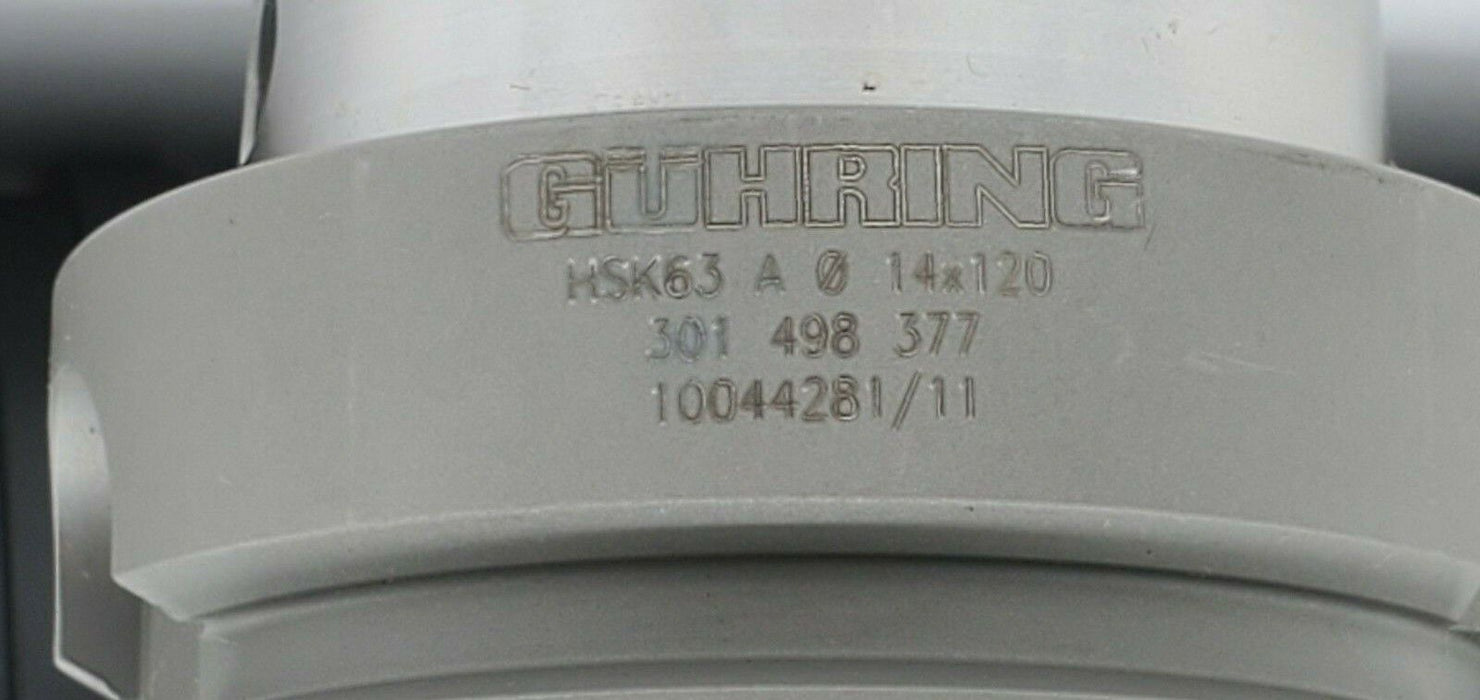 GÜHRING
HSK63 A Ø 14x120
301 498 377
10044281/11